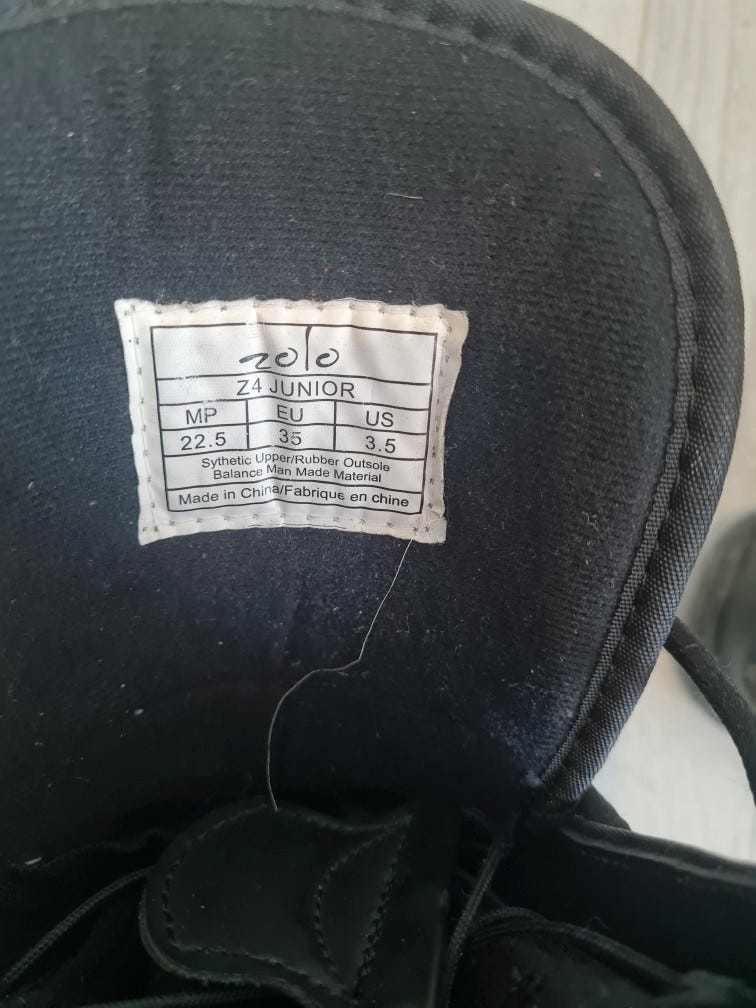 2010
Z4 JUNIOR
MP EU US
22.5 35 3.5
Sythetic Upper/Rubber Outsole
Balance Man Made Material
Made in China/Fabrique en chine